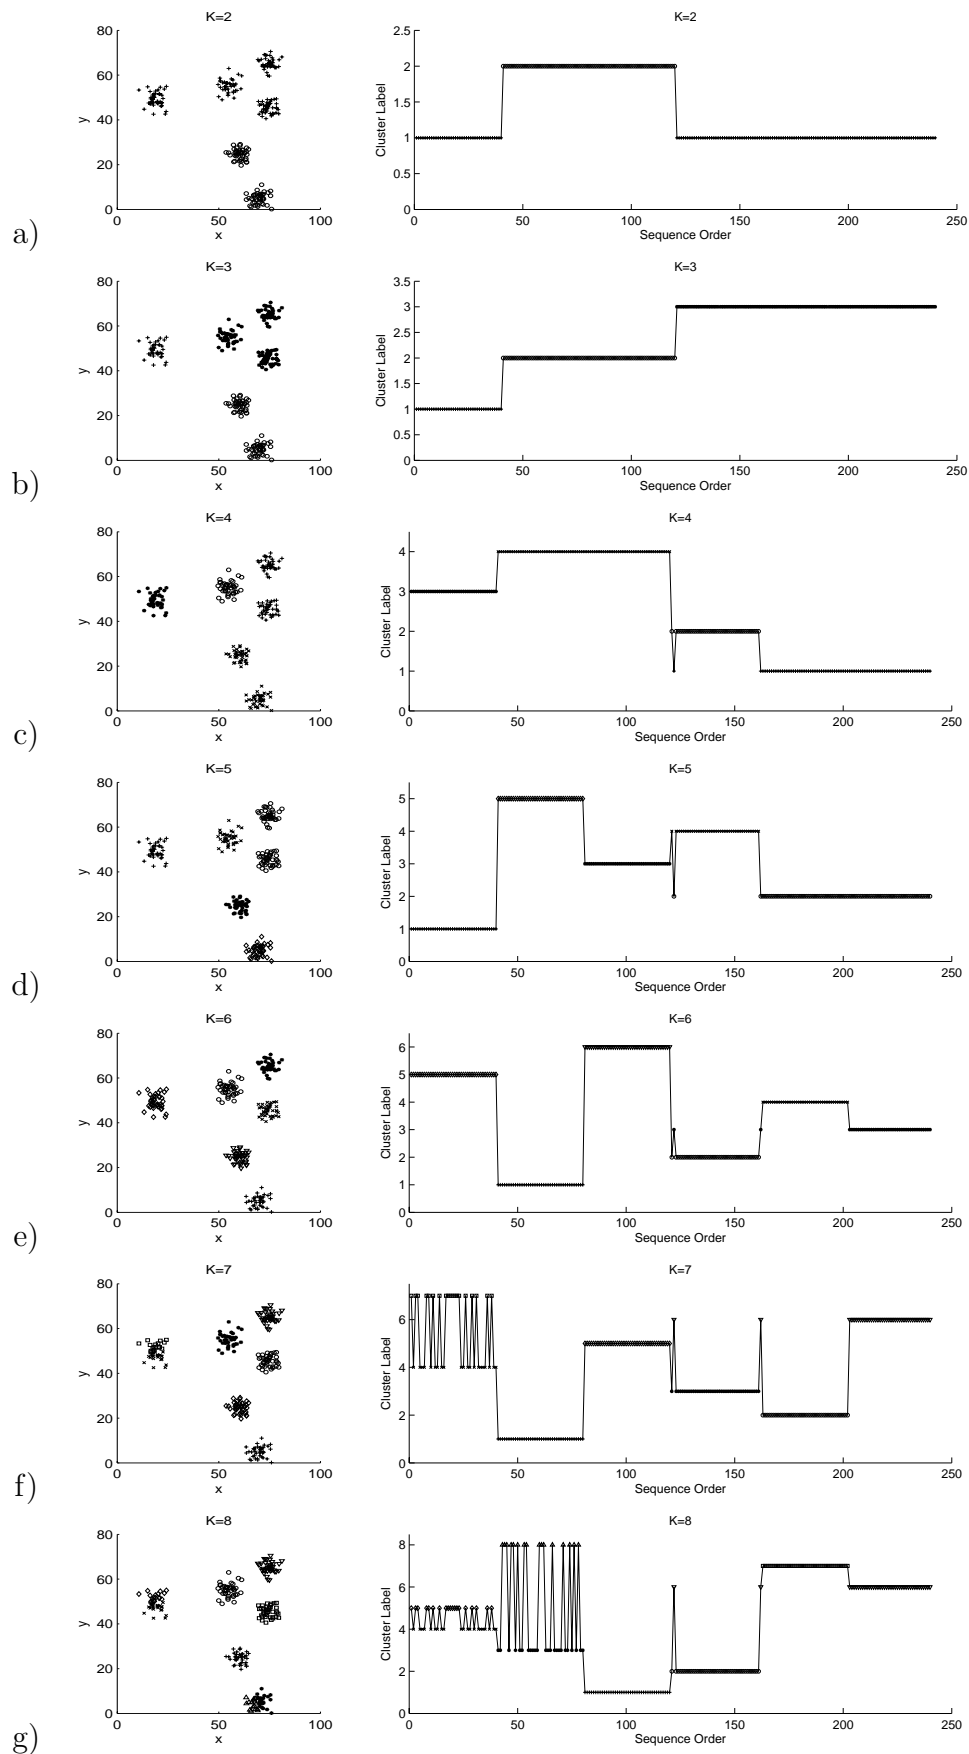 K=2 K=2
80
60
40
20
0
y
0 50 100
x
2.5
2
1.5
1
0.5
0
Cluster Label
0 50 100 150 200 250
Sequence Order
a)
K=3 K=3
80
60
40
20
0
y
0 50 100
x
3.5
3
2.5
2
1.5
1
0.5
0
Cluster Label
0 50 100 150 200 250
Sequence Order
b)
K=4 K=4
80
60
40
20
0
y
0 50 100
x
4
3
2
1
0
Cluster Label
0 50 100 150 200 250
Sequence Order
c)
K=5 K=5
80
60
40
20
0
y
0 50 100
x
5
4
3
2
1
0
Cluster Label
0 50 100 150 200 250
Sequence Order
d)
K=6 K=6
80
60
40
20
0
y
0 50 100
x
6
5
4
3
2
1
0
Cluster Label
0 50 100 150 200 250
Sequence Order
e)
K=7 K=7
80
60
40
20
0
y
0 50 100
x
6
4
2
0
Cluster Label
0 50 100 150 200 250
Sequence Order
f)
K=8 K=8
80
60
40
20
0
y
0 50 100
x
8
6
4
2
0
Cluster Label
0 50 100 150 200 250
Sequence Order
g)